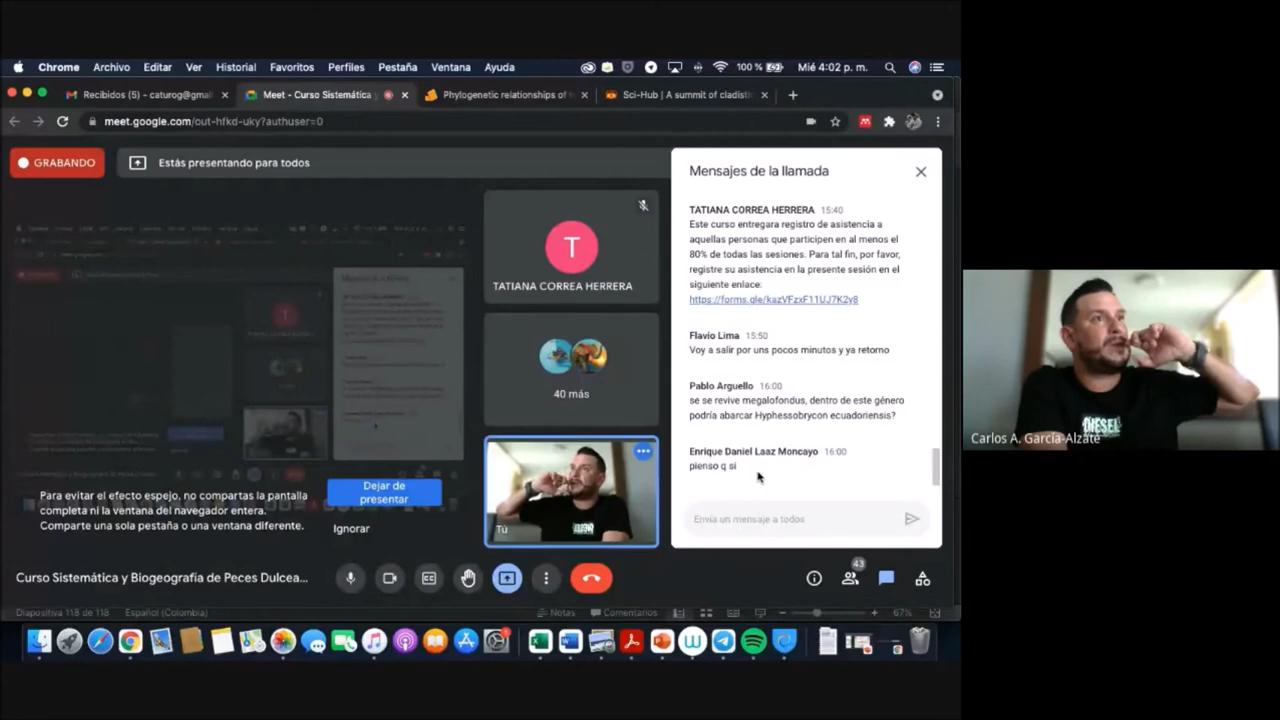 Chrome Archivo Editar Ver Historial Favoritos Perfiles Pestaña Ventana Ayuda 100 % Mié 4:02 p. m.
Recibidos (5) – caturog@gmai
Meet - Curso Sistemática y
Phylogenetic relationships of t
Sci-Hub | A summit of cladisti
meet.google.com/out-hfkd-uky?authuser=0
GRABANDO
Estás presentando para todos
Mensajes de la llamada
TATIANA CORREA HERRERA 15:40
Este curso entregara registro de asistencia a
aquellas personas que participen en al menos el
80% de todas las sesiones. Para tal fin, por favor,
registre su asistencia en la presente sesión en el
siguiente enlace:
https://forms.gle/kazVFzxF11UJ7K2y8
Flavio Lima 15:50
Voy a salir por uns pocos minutos y ya retorno
Pablo Arguello 16:00
se se revive megalofondus, dentro de este género
podría abarcar Hyphessobrycon ecuadoriensis?
Enrique Daniel Laaz Moncayo 16:00
pienso q si
Envía un mensaje a todos
T
TATIANA CORREA HERRERA
40 más
Tú
DIESEL
Para evitar el efecto espejo, no compartas la pantalla
completa ni la ventana del navegador entera.
Comparte una sola pestaña o una ventana diferente.
Dejar de
presentar
Ignorar
Curso Sistemática y Biogeografía de Peces Dulcea...
43
Diapositiva 118 de 118 Español (Colombia) Notas Comentarios 67%
DIESEL
Carlos A. García-Alzate